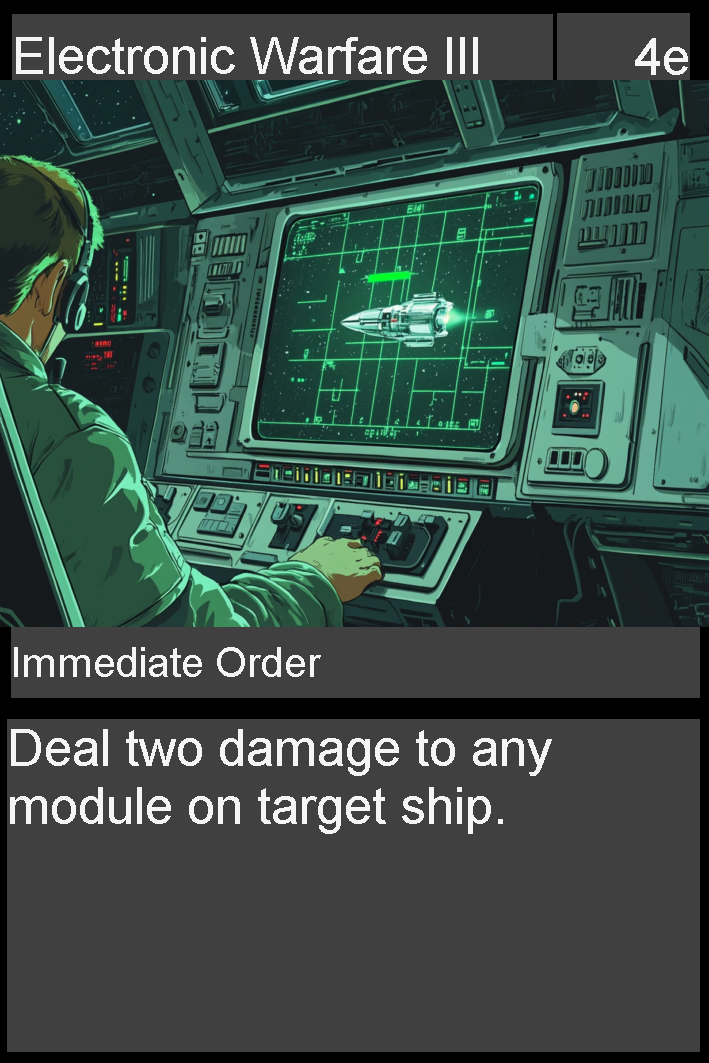 Electronic Warfare III
4e
Immediate Order
Deal two damage to any
module on target ship.